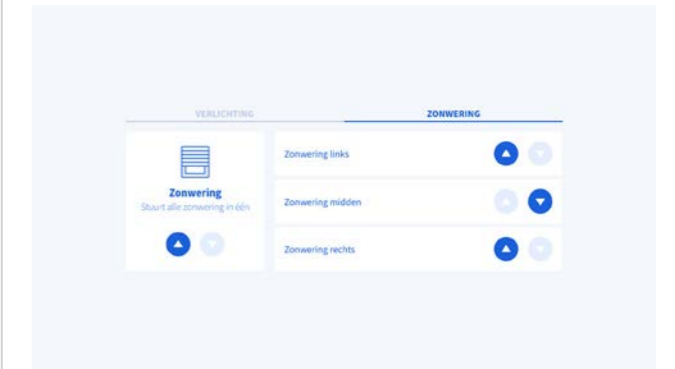 VERLICHTING
ZONWERING
Zonwering
Stuurt alle zonwering in één
Zonwering links
Zonwering midden
Zonwering rechts